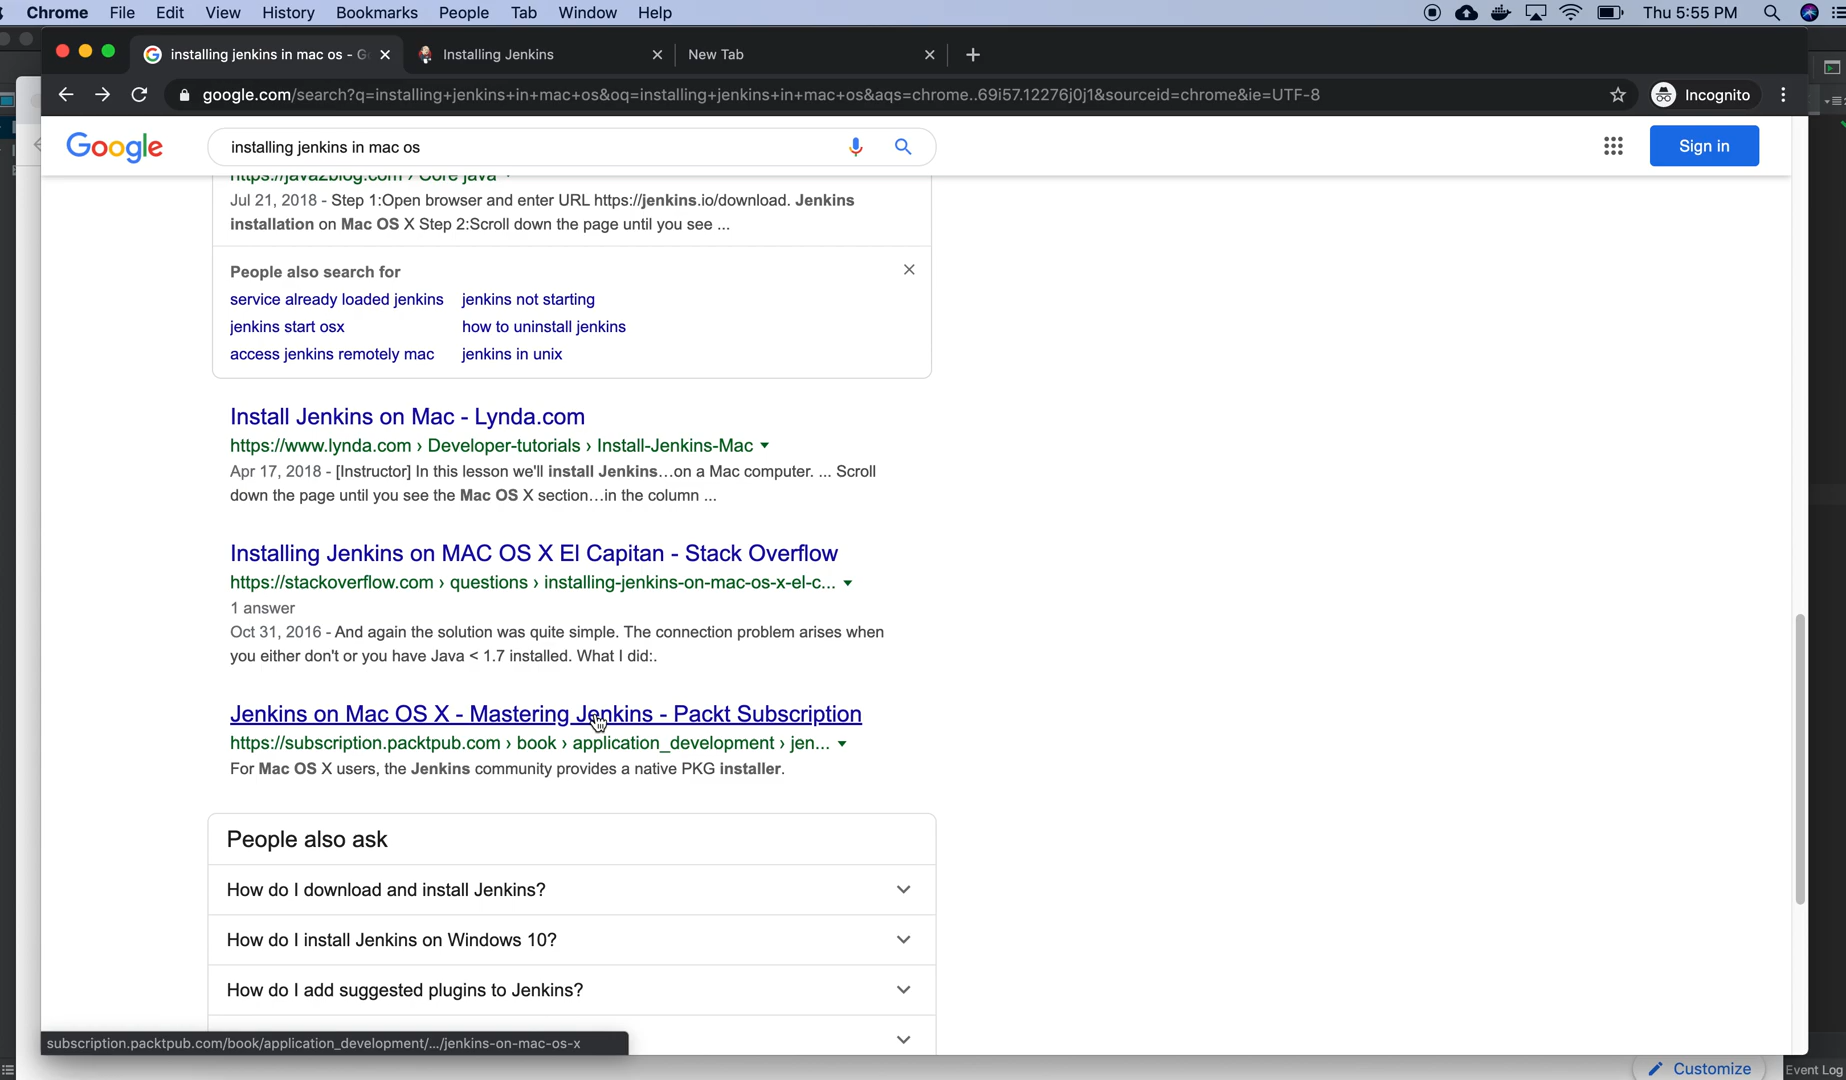 Chrome File Edit View History Bookmarks People Tab Window Help Thu 5:55 PM
installing jenkins in mac os - G Installing Jenkins New Tab
google.com/search?q=installing+jenkins+in+mac+os&oq=installing+jenkins+in+mac+os&aqs=chrome..69i57.12276j0j1&sourceid=chrome&ie=UTF-8 Incognito
Google installing jenkins in mac os Sign in
https://java2blog.com › Core java
Jul 21, 2018 - Step 1:Open browser and enter URL https://jenkins.io/download. Jenkins
installation on Mac OS X Step 2:Scroll down the page until you see ...
People also search for
service already loaded jenkins jenkins not starting
jenkins start osx how to uninstall jenkins
access jenkins remotely mac jenkins in unix
Install Jenkins on Mac - Lynda.com
https://www.lynda.com › Developer-tutorials › Install-Jenkins-Mac
Apr 17, 2018 - [Instructor] In this lesson we'll install Jenkins…on a Mac computer. ... Scroll
down the page until you see the Mac OS X section…in the column ...
Installing Jenkins on MAC OS X El Capitan - Stack Overflow
https://stackoverflow.com › questions › installing-jenkins-on-mac-os-x-el-c...
1 answer
Oct 31, 2016 - And again the solution was quite simple. The connection problem arises when
you either don't or you have Java < 1.7 installed. What I did:.
Jenkins on Mac OS X - Mastering Jenkins - Packt Subscription
https://subscription.packtpub.com › book › application_development › jen...
For Mac OS X users, the Jenkins community provides a native PKG installer.
People also ask
How do I download and install Jenkins?
How do I install Jenkins on Windows 10?
How do I add suggested plugins to Jenkins?
subscription.packtpub.com/book/application_development/.../jenkins-on-mac-os-x
Customize Event Log